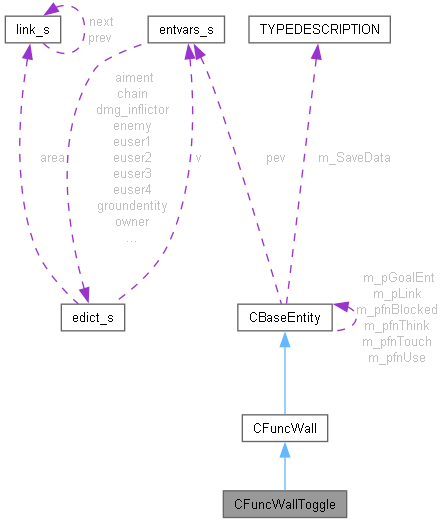 link_s
next
prev
entvars_s
TYPEDESCRIPTION
aiment
chain
dmg_inflictor
enemy
euser1
euser2
euser3
euser4
groundentity
owner
...
area
v
pev
m_SaveData
edict_s
CBaseEntity
m_pGoalEnt
m_pLink
m_pfnBlocked
m_pfnThink
m_pfnTouch
m_pfnUse
CFuncWall
CFuncWallToggle